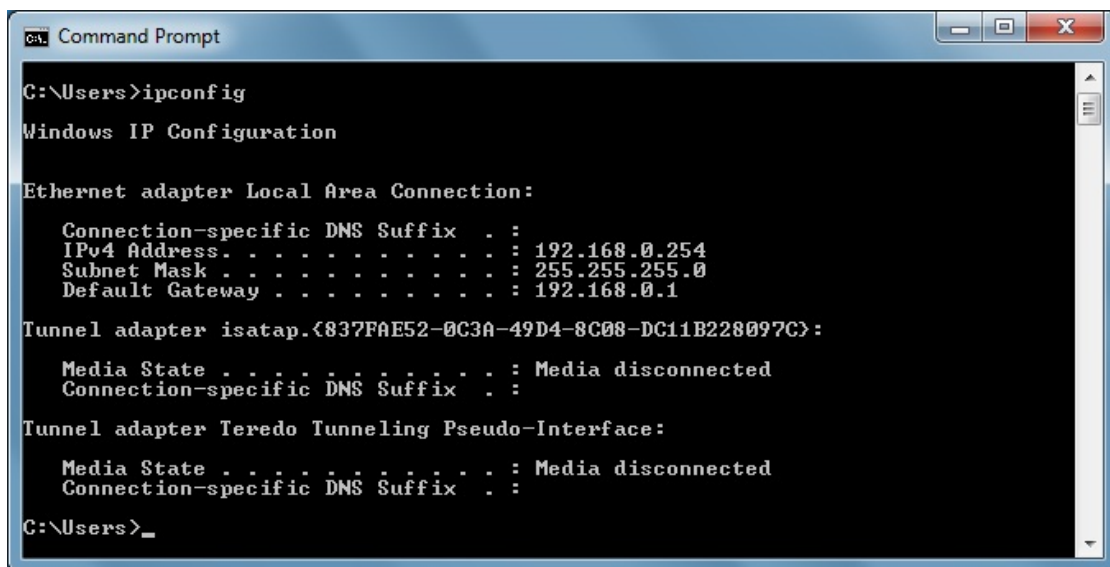 Command Prompt
C:\Users>ipconfig
Windows IP Configuration
Ethernet adapter Local Area Connection:
Connection-specific DNS Suffix . :
IPv4 Address. . . . . . . . . . . : 192.168.0.254
Subnet Mask . . . . . . . . . . . : 255.255.255.0
Default Gateway . . . . . . . . . : 192.168.0.1
Tunnel adapter isatap.{837FAE52-0C3A-49D4-8C08-DC11B228097C}:
Media State . . . . . . . . . . . : Media disconnected
Connection-specific DNS Suffix . :
Tunnel adapter Teredo Tunneling Pseudo-Interface:
Media State . . . . . . . . . . . : Media disconnected
Connection-specific DNS Suffix . :
C:\Users>_